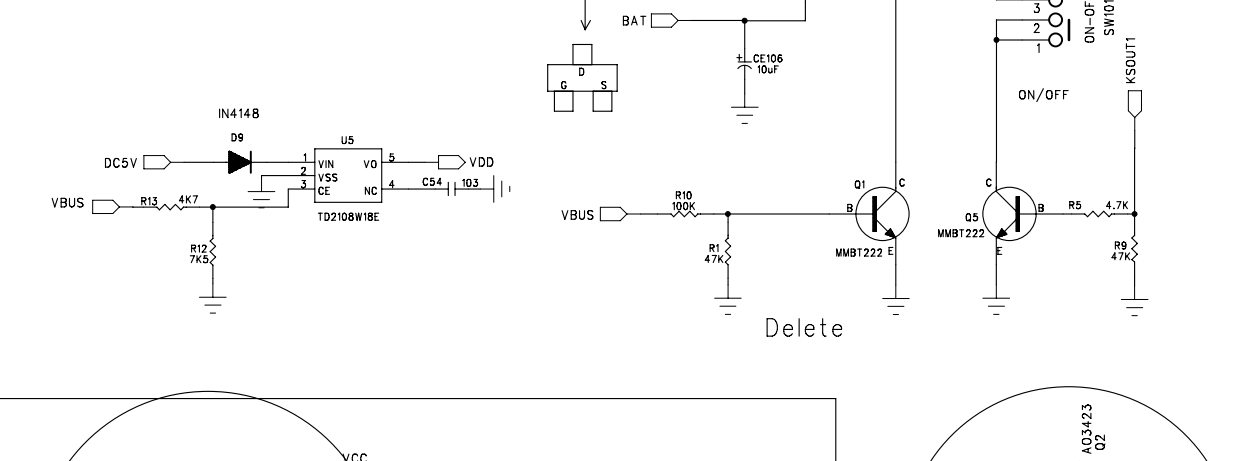 BAT
3
2
1
ON-OF
SW101
KSOUT1
+
CE106
10uF
D
G S
ON/OFF
IN4148
D9
U5
DC5V
1 VIN
2 VSS
3 CE
VO 5
NC 4
VDD
C54 103
TD2108W18E
VBUS
R13 4K7
R12
7K5
VBUS
R10
100K
R1
47K
Q1
B
C
E
MMBT222
Q5
C
B
E
MMBT222
R5 4.7K
R9
47K
Delete
VCC
AO3423
Q2